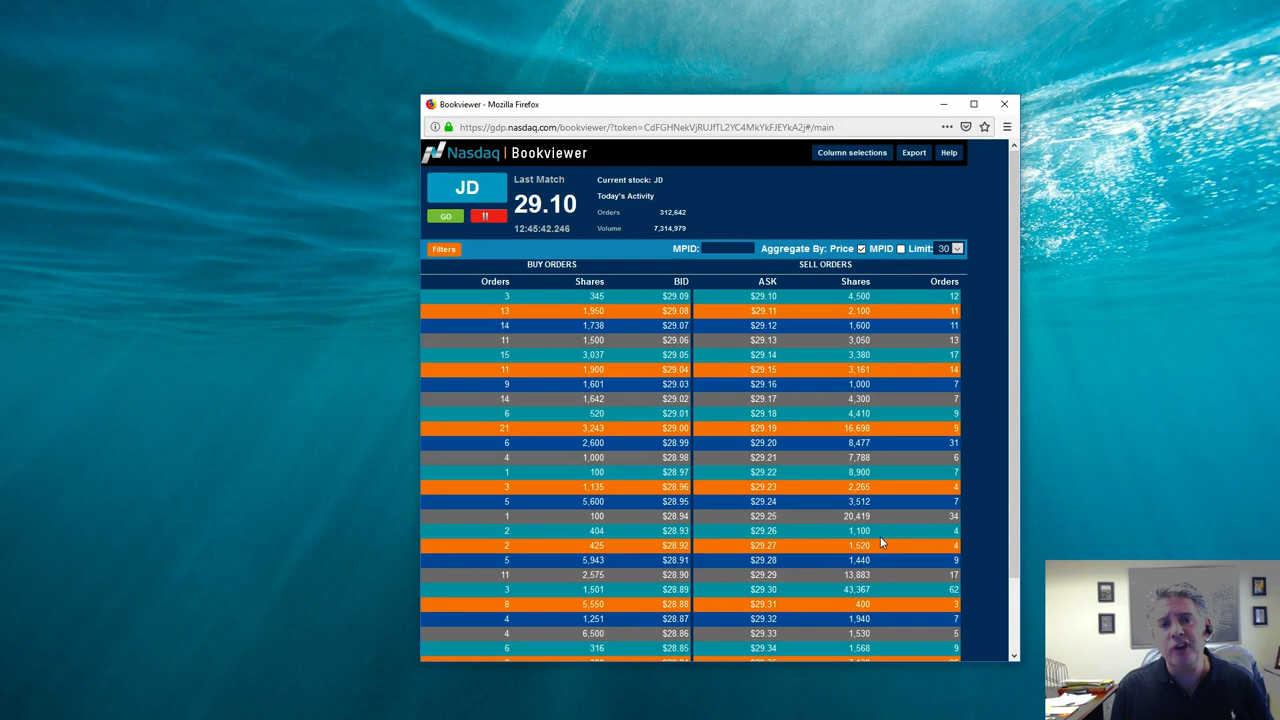 Bookviewer - Mozilla Firefox
https://gdp.nasdaq.com/bookviewer/?token=CdFGHNekVjRUJfTL2YC4MkYkFJEYkA2j#/main
Nasdaq | Bookviewer Column selections Export Help
JD Last Match Current stock: JD
29.10 Today's Activity
GO Orders 312,642
12:45:42.246 Volume 7,314,979
Filters MPID: Aggregate By: Price MPID Limit: 30
BUY ORDERS SELL ORDERS
Orders Shares BID ASK Shares Orders
3 345 $29.09 $29.10 4,500 12
13 1,950 $29.08 $29.11 2,100 11
14 1,738 $29.07 $29.12 1,600 11
11 1,500 $29.06 $29.13 3,050 13
15 3,037 $29.05 $29.14 3,380 17
11 1,900 $29.04 $29.15 3,161 14
9 1,601 $29.03 $29.16 1,000 7
14 1,642 $29.02 $29.17 4,300 7
6 520 $29.01 $29.18 4,410 9
21 3,243 $29.00 $29.19 16,698 9
6 2,600 $28.99 $29.20 8,477 31
4 1,000 $28.98 $29.21 7,788 6
1 100 $28.97 $29.22 8,900 7
3 1,135 $28.96 $29.23 2,265 4
5 5,600 $28.95 $29.24 3,512 7
1 100 $28.94 $29.25 20,419 34
2 404 $28.93 $29.26 1,100 4
2 425 $28.92 $29.27 1,520 4
5 5,943 $28.91 $29.28 1,440 9
11 2,575 $28.90 $29.29 13,883 17
3 1,501 $28.89 $29.30 43,367 62
8 5,550 $28.88 $29.31 400 3
4 1,251 $28.87 $29.32 1,940 7
4 6,500 $28.86 $29.33 1,530 5
6 316 $28.85 $29.34 1,568 9